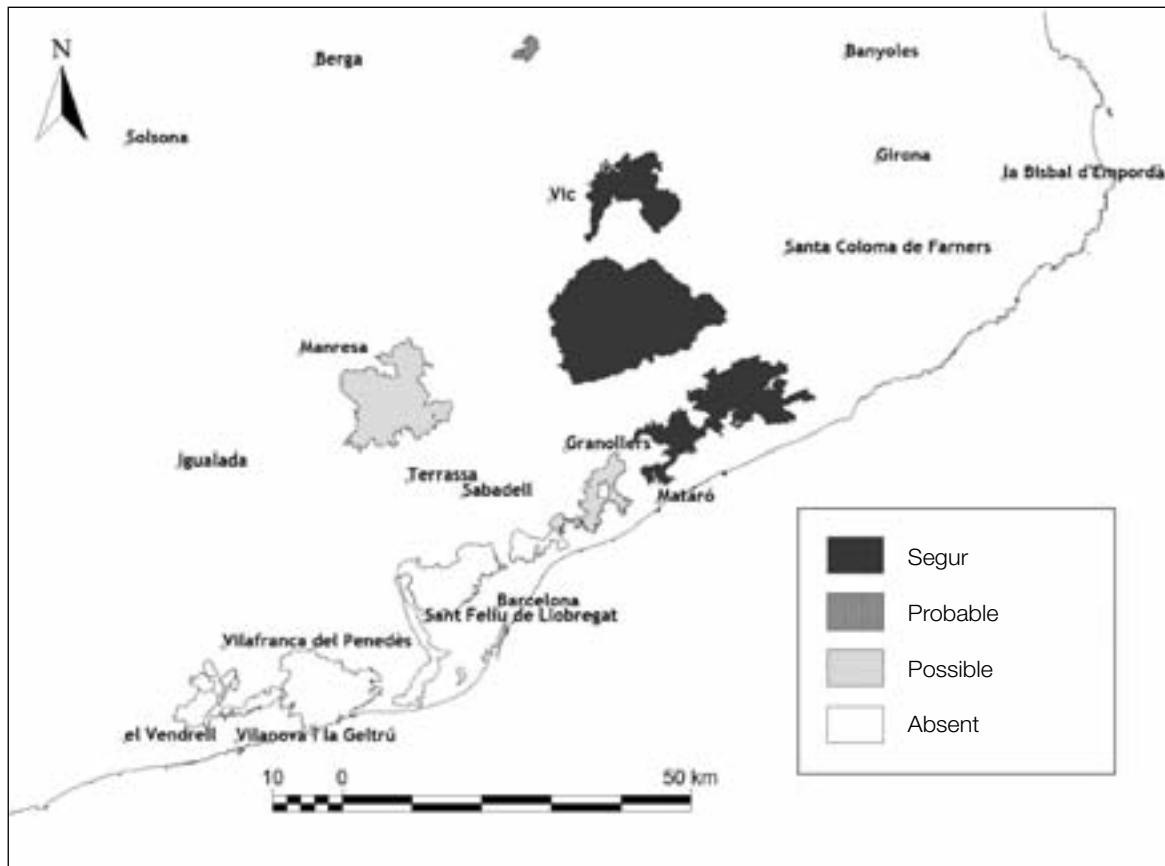 N
Berga
Banyoles
Solsona
Girona
la Bisbal d'Empordà
Vic
Santa Coloma de Farners
Manresa
Granollers
Igualada
Terrassa
Sabadell
Mataró
Segur
Barcelona
Sant Feliu de Llobregat
Probable
Vilafranca del Penedès
Possible
el Vendrell
Vilanova i la Geltrú
Absent
10 0 50 km